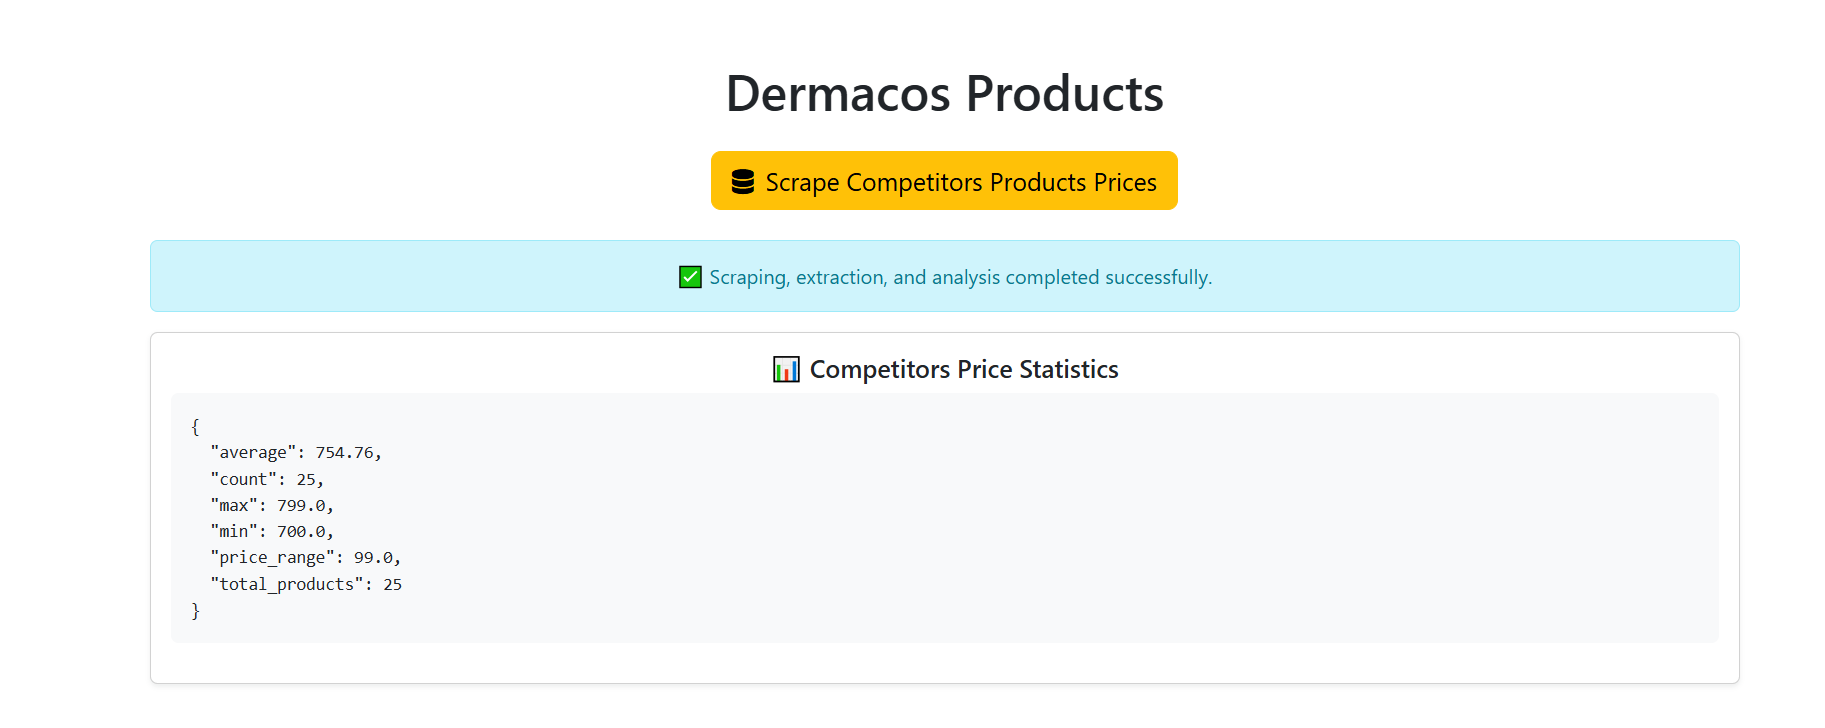 Dermacos Products
Scrape Competitors Products Prices
✅ Scraping, extraction, and analysis completed successfully.
📊 Competitors Price Statistics
{
  "average": 754.76,
  "count": 25,
  "max": 799.0,
  "min": 700.0,
  "price_range": 99.0,
  "total_products": 25
}